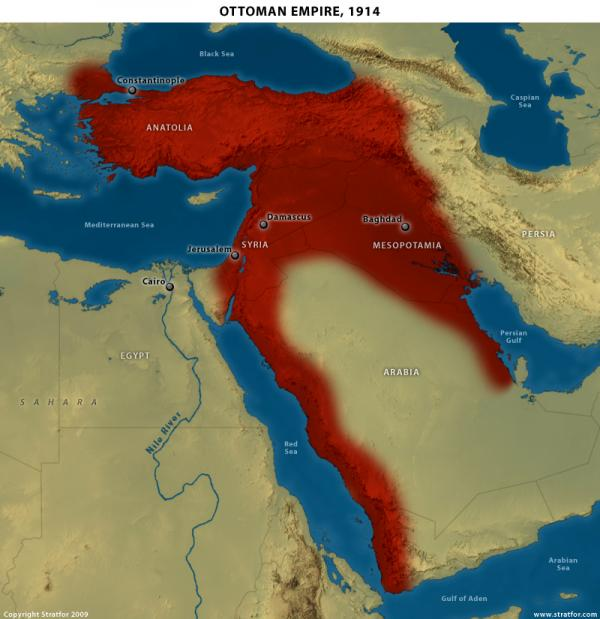 OTTOMAN EMPIRE, 1914
Black Sea
Constantinople
Caspian
Sea
ANATOLIA
Mediterranean Sea
Damascus
Baghdad
PERSIA
Jerusalem
SYRIA
MESOPOTAMIA
Cairo
Persian
Gulf
EGYPT
ARABIA
SAHARA
Nile River
Red
Sea
Arabian
Sea
Gulf of Aden
Copyright Stratfor 2009
www.stratfor.com